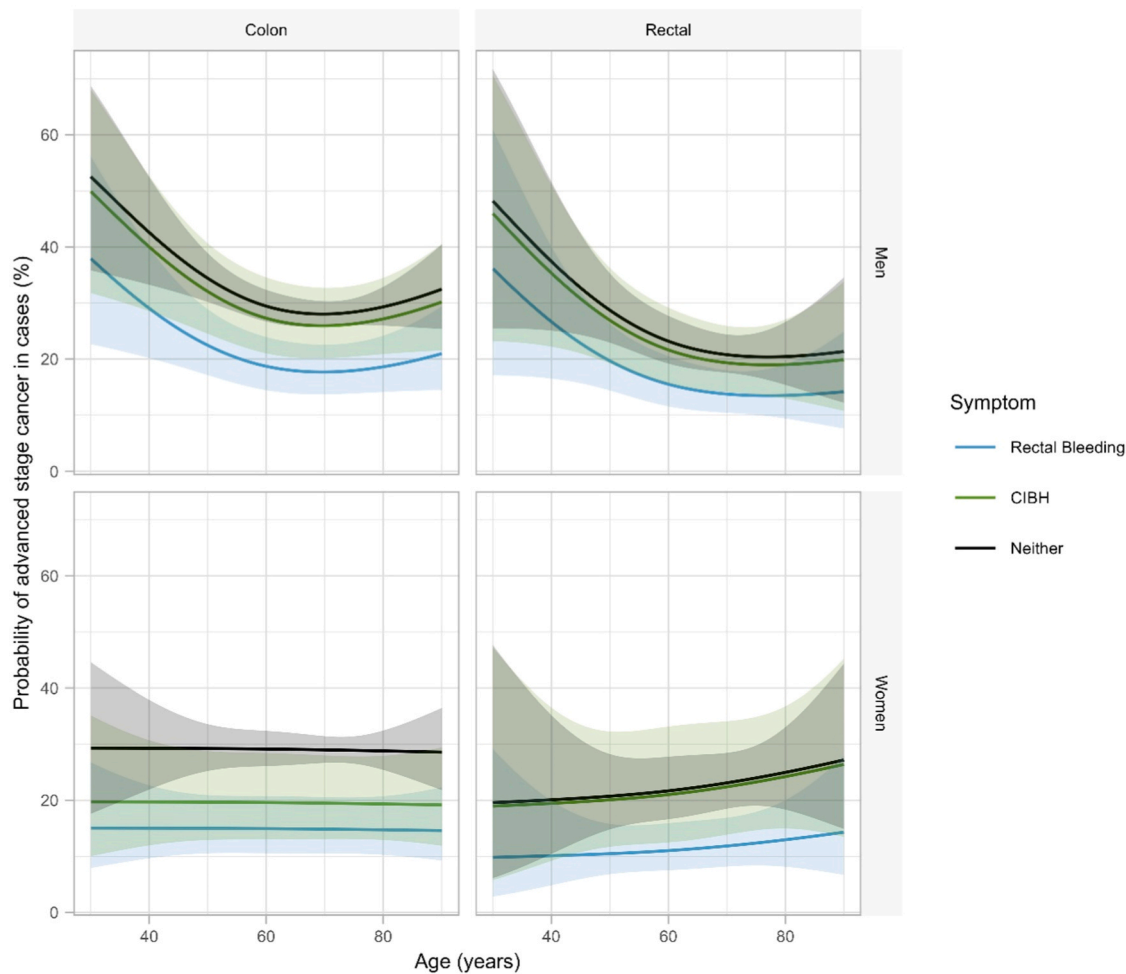 Colon
Rectal
Probability of advanced stage cancer in cases (%)
60
40
20
0
Men
60
40
20
0
Women
40
60
80
40
60
80
Age (years)
Symptom
Rectal Bleeding
CIBH
Neither